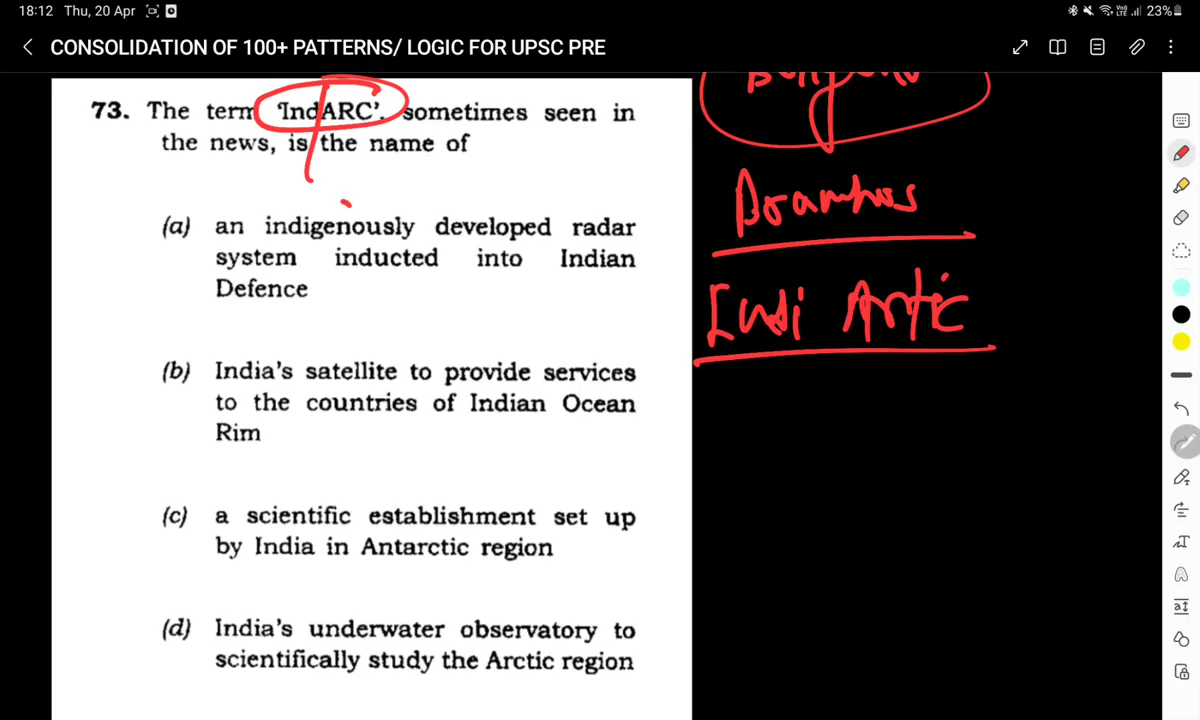 18:12 Thu, 20 Apr
Vo) LTE 23%
CONSOLIDATION OF 100+ PATTERNS/ LOGIC FOR UPSC PRE
73. The term 'IndARC', sometimes seen in
the news, is the name of
(a) an indigenously developed radar
system inducted into Indian
Defence
(b) India's satellite to provide services
to the countries of Indian Ocean
Rim
(c) a scientific establishment set up
by India in Antarctic region
(d) India's underwater observatory to
scientifically study the Arctic region
Bramhos
Indi Artic